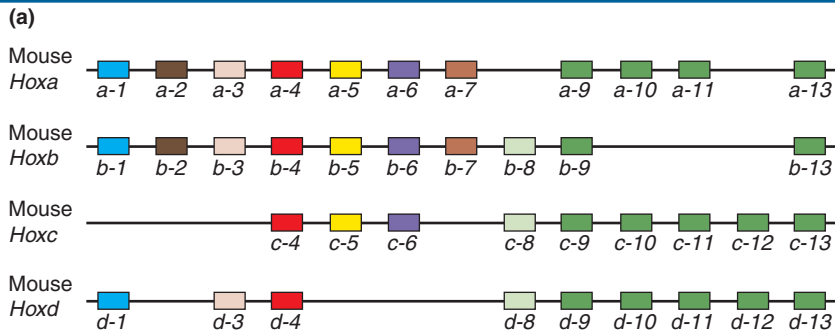 (a)
Mouse
Hoxa
a-1 a-2 a-3 a-4 a-5 a-6 a-7 a-9 a-10 a-11 a-13
Mouse
Hoxb
b-1 b-2 b-3 b-4 b-5 b-6 b-7 b-8 b-9 b-13
Mouse
Hoxc
c-4 c-5 c-6 c-8 c-9 c-10 c-11 c-12 c-13
Mouse
Hoxd
d-1 d-3 d-4 d-8 d-9 d-10 d-11 d-12 d-13